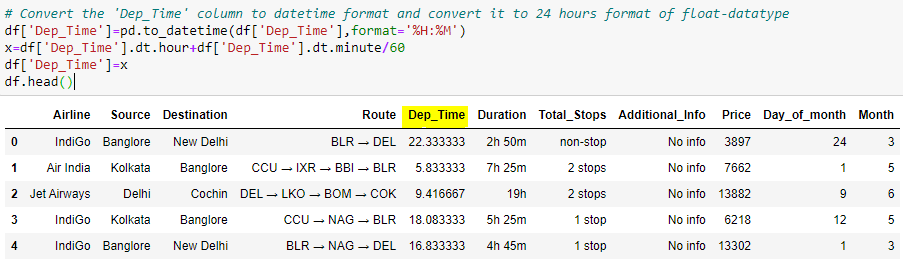 # Convert the 'Dep_Time' column to datetime format and convert it to 24 hours format of float-datatype
df['Dep_Time']=pd.to_datetime(df['Dep_Time'],format='%H:%M')
x=df['Dep_Time'].dt.hour+df['Dep_Time'].dt.minute/60
df['Dep_Time']=x
df.head()
Airline Source Destination Route Dep_Time Duration Total_Stops Additional_Info Price Day_of_month Month
0 IndiGo Banglore New Delhi BLR → DEL 22.333333 2h 50m non-stop No info 3897 24 3
1 Air India Kolkata Banglore CCU → IXR → BBI → BLR 5.833333 7h 25m 2 stops No info 7662 1 5
2 Jet Airways Delhi Cochin DEL → LKO → BOM → COK 9.416667 19h 2 stops No info 13882 9 6
3 IndiGo Kolkata Banglore CCU → NAG → BLR 18.083333 5h 25m 1 stop No info 6218 12 5
4 IndiGo Banglore New Delhi BLR → NAG → DEL 16.833333 4h 45m 1 stop No info 13302 1 3